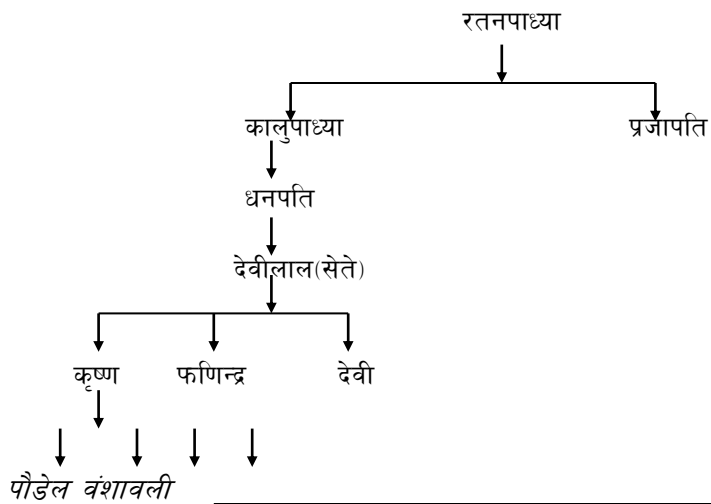 रतनपाध्या
कालुपाध्या प्रजापति
धनपति
देवीलाल(सेते)
कृष्ण फणिन्द्र देवी
पौडेल वंशावली